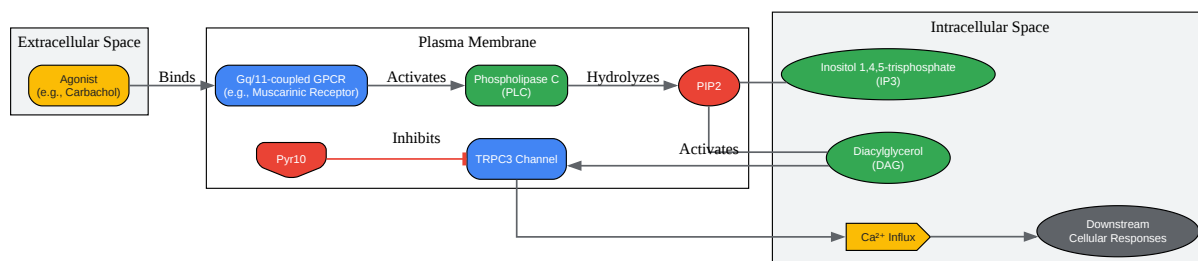 Extracellular Space
Agonist
(e.g., Carbachol)
Binds
Plasma Membrane
Gq/11-coupled GPCR
(e.g., Muscarinic Receptor)
Activates
Phospholipase C
(PLC)
Hydrolyzes
PIP2
Pyr10
Inhibits
TRPC3 Channel
Activates
Intracellular Space
Inositol 1,4,5-trisphosphate
(IP3)
Diacylglycerol
(DAG)
Ca²⁺ Influx
Downstream
Cellular Responses